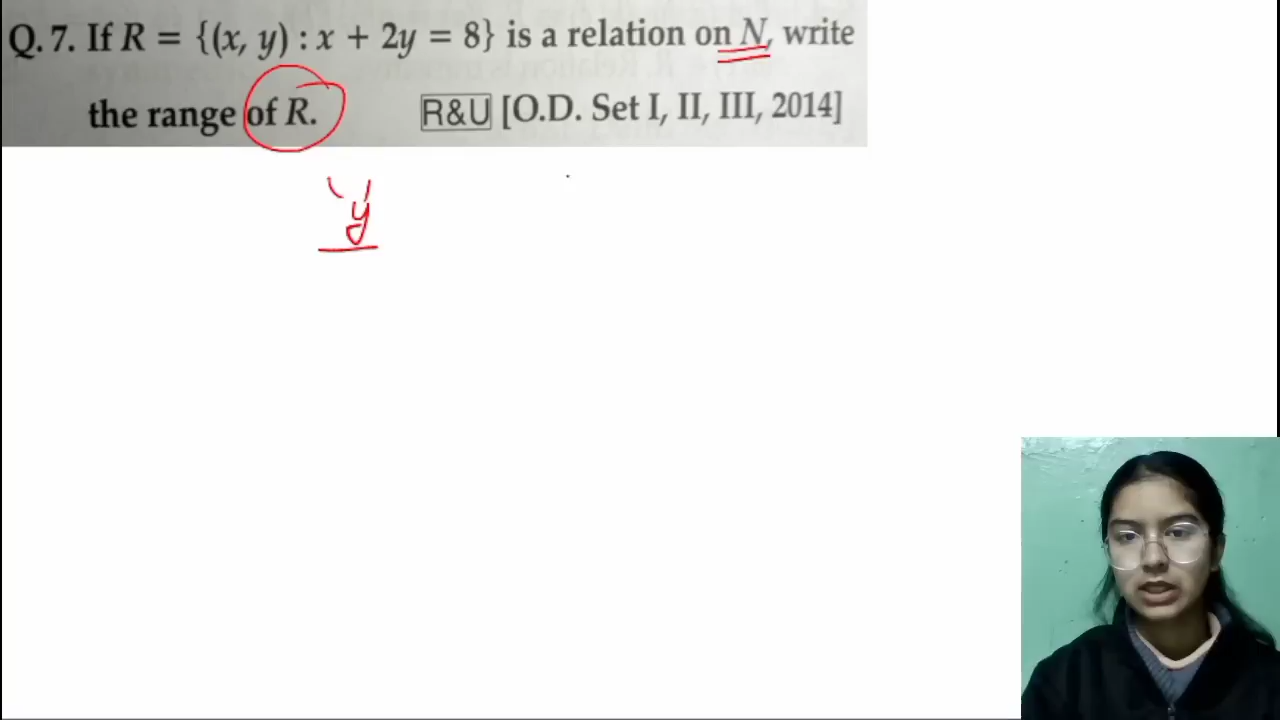 Q. 7. If R = {(x, y) : x + 2y = 8} is a relation on N, write
the range of R. R&U [O.D. Set I, II, III, 2014]
y